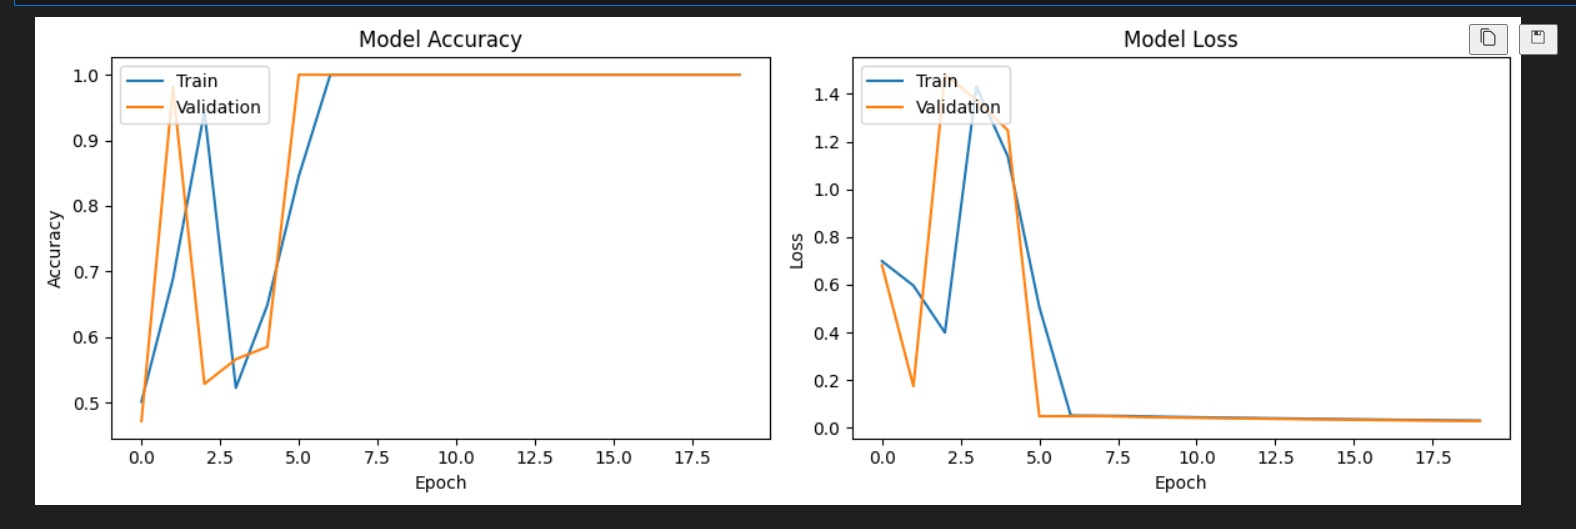 Model Accuracy
Train
Validation
1.0
0.9
0.8
0.7
0.6
0.5
Accuracy
0.0 2.5 5.0 7.5 10.0 12.5 15.0 17.5
Epoch
Model Loss
Train
Validation
1.4
1.2
1.0
0.8
0.6
0.4
0.2
0.0
Loss
0.0 2.5 5.0 7.5 10.0 12.5 15.0 17.5
Epoch